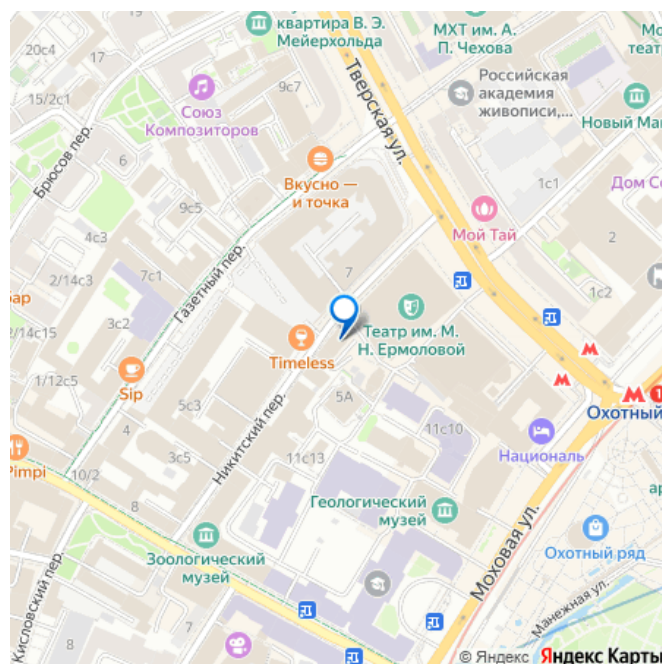 квартира В. Э.
Мейерхольда
МХТ им. А.
П. Чехова
20с4
9с7
Российская
академия
живописи,...
15/2с1
Союз
Композиторов
Тверская ул.
Новый Ма
Брюсов пер.
6
Вкусно —
и точка
1с1
Дом Со
9с5
Мой Тай
4с3
2
Газетный пер.
7
2/14с3
7с1
1с2
бар
2/14с15
3с2
Театр им. М.
Н. Ермоловой
Timeless
1/12с5
Sip
5А
Охотный
5с3
4
Никитский пер.
11с10
Националь
Pimpi
10/2
3с5
11с13
8
Геологический
музей
Моховая ул.
Зоологический
музей
Охотный ряд
Кисловский пер.
12
7
Манежная ул.
8
© Яндекс Яндекс Карты